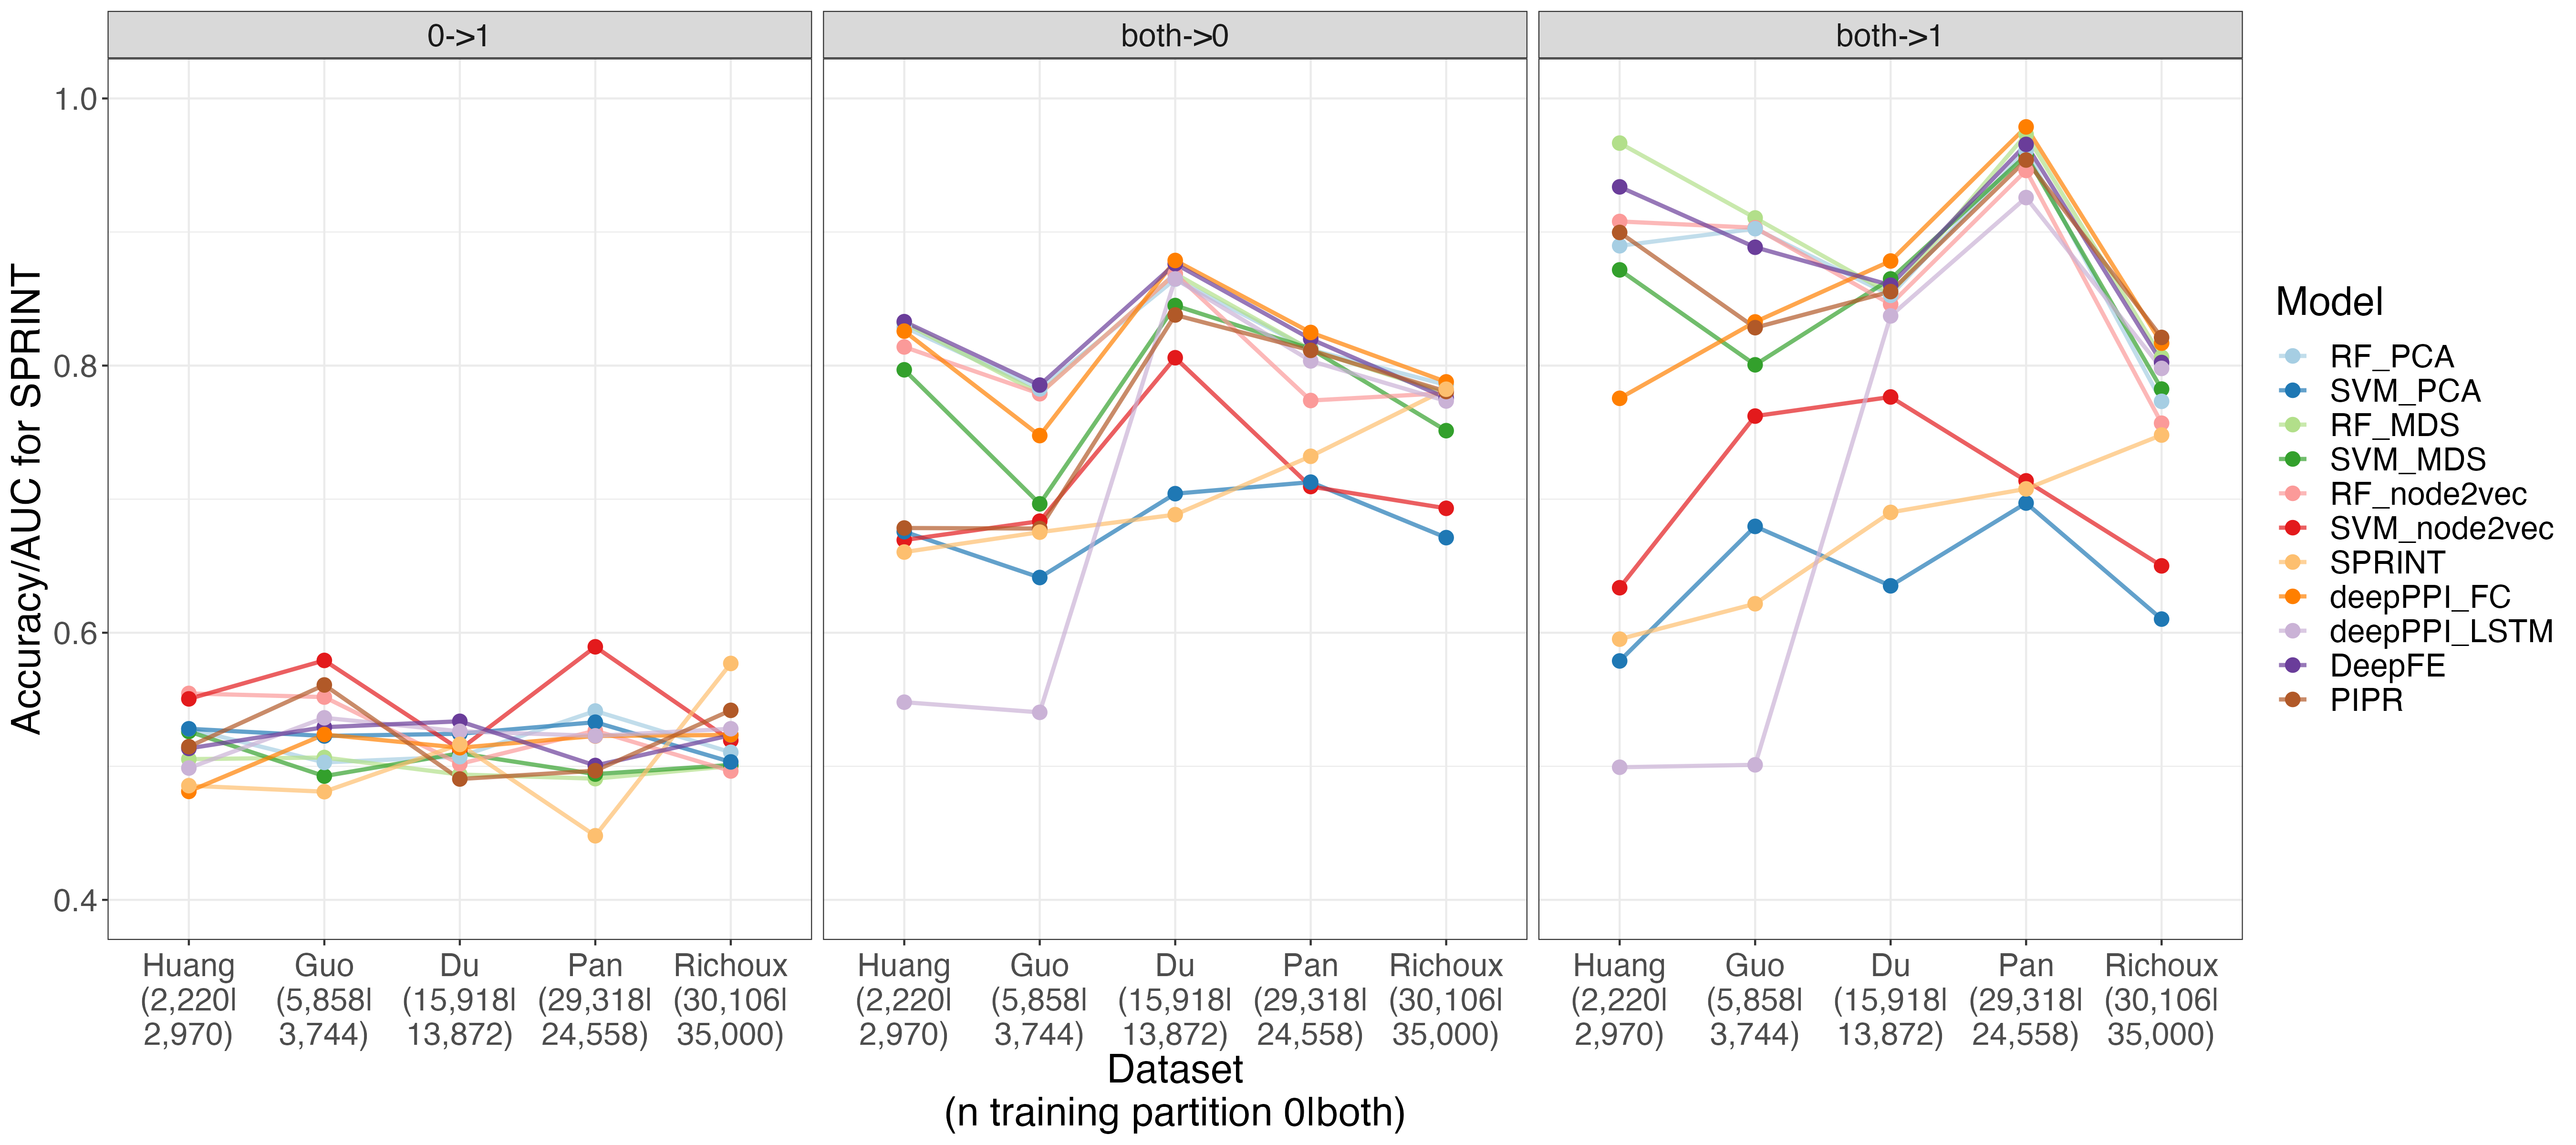 0->1
both->0
both->1
Accuracy/AUC for SPRINT
1.0
0.8
0.6
0.4
Huang
(2,220|
2,970)
Guo
(5,858|
3,744)
Du
(15,918|
13,872)
Pan
(29,318|
24,558)
Richoux
(30,106|
35,000)
Huang
(2,220|
2,970)
Guo
(5,858|
3,744)
Du
(15,918|
13,872)
Pan
(29,318|
24,558)
Richoux
(30,106|
35,000)
Huang
(2,220|
2,970)
Guo
(5,858|
3,744)
Du
(15,918|
13,872)
Pan
(29,318|
24,558)
Richoux
(30,106|
35,000)
Dataset
(n training partition 0|both)
Model
RF_PCA
SVM_PCA
RF_MDS
SVM_MDS
RF_node2vec
SVM_node2vec
SPRINT
deepPPI_FC
deepPPI_LSTM
DeepFE
PIPR